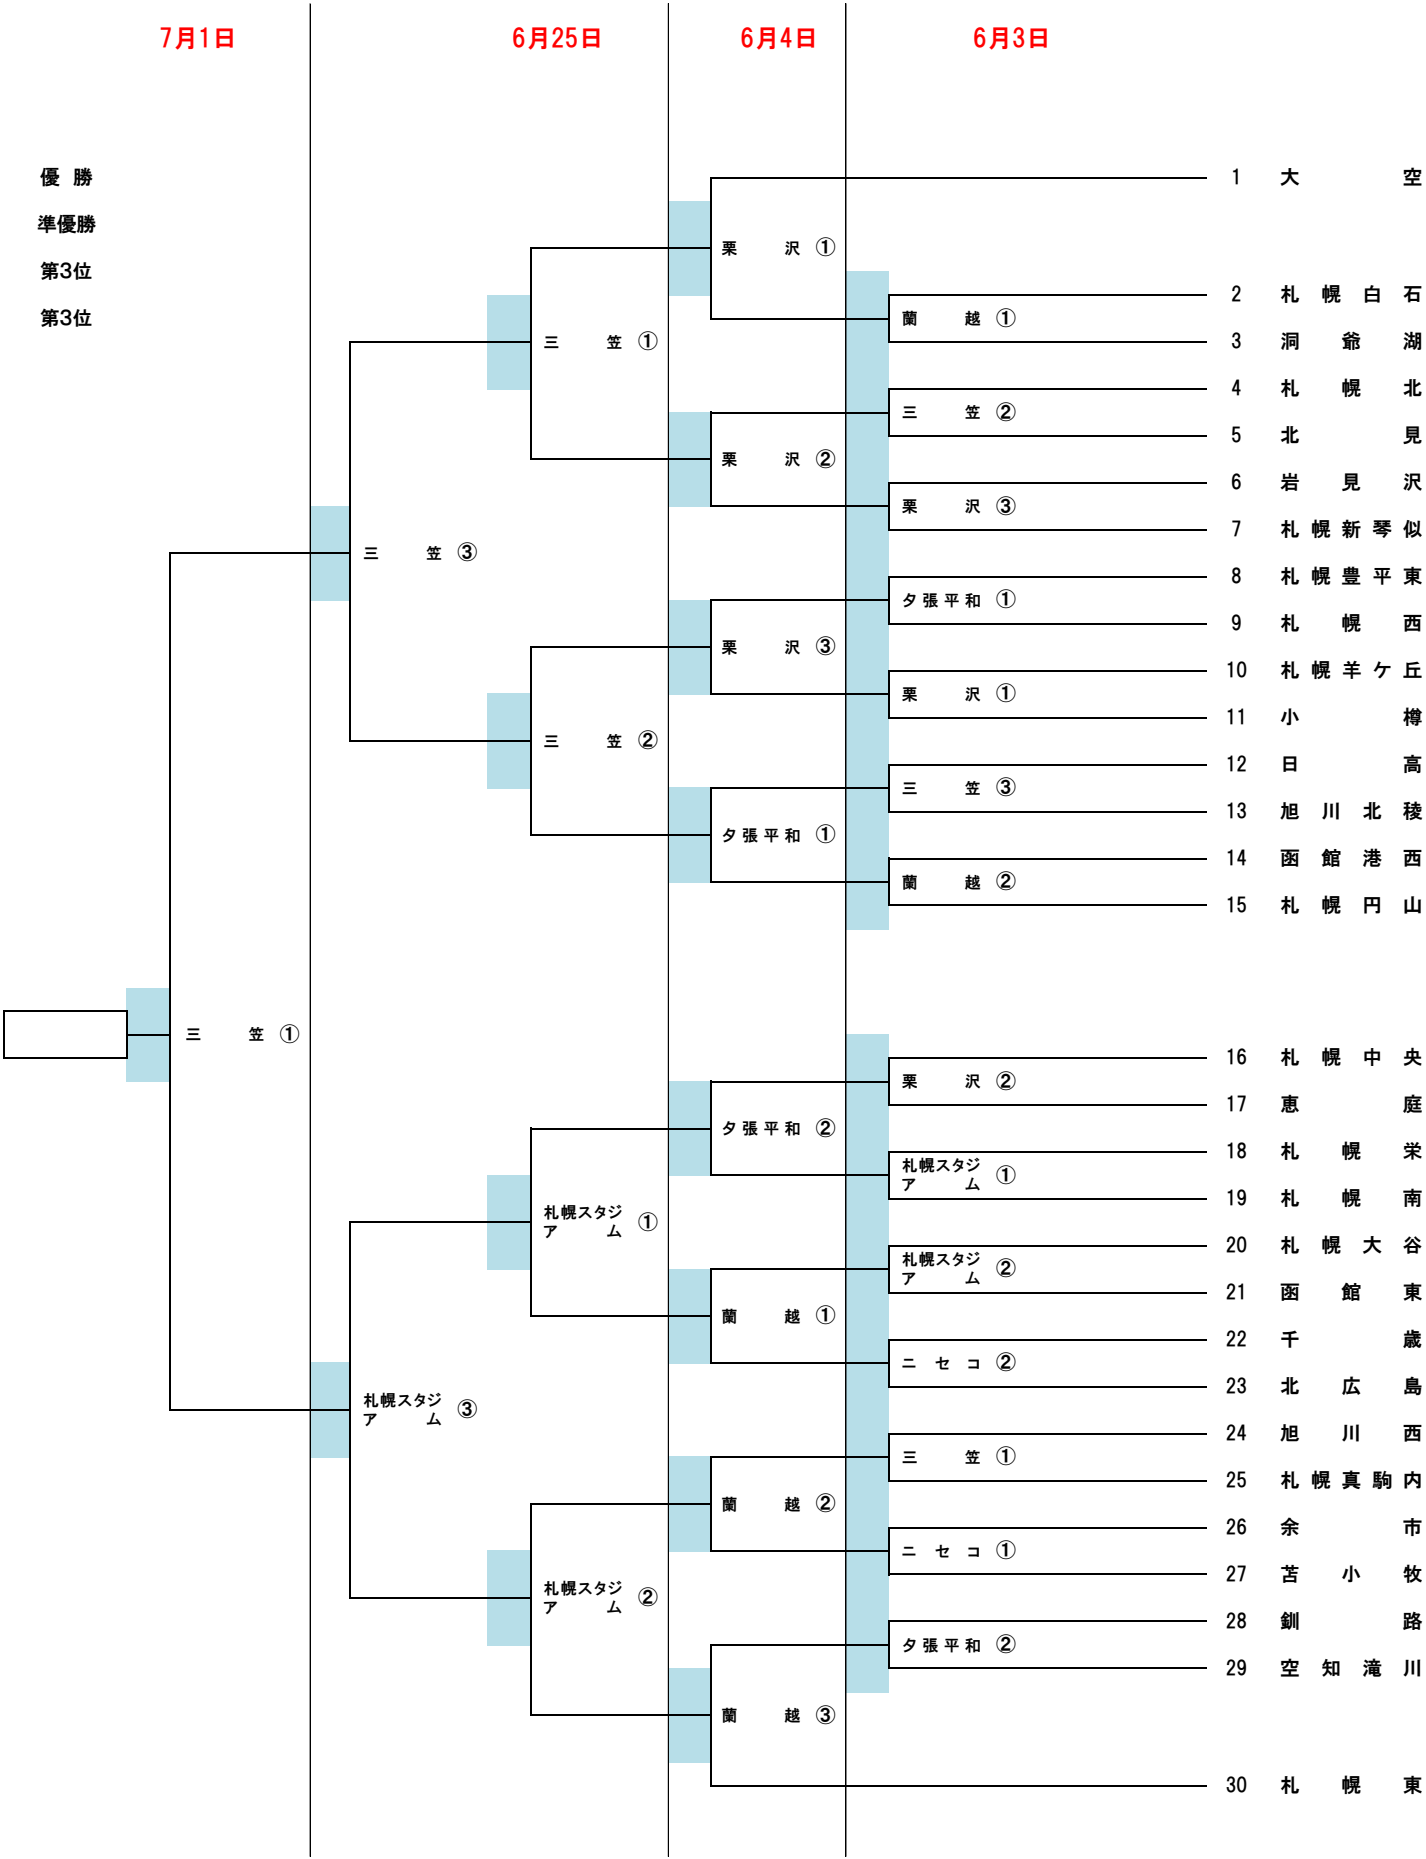 7月1日 6月25日 6月4日 6月3日
優勝 1 大空
準優勝
栗沢 ①
第3位
2 札幌白石
第3位 蘭越 ①
三笠 ① 3 洞爺湖
4 札幌北
三笠 ②
5 北見
栗沢 ②
6 岩見沢
栗沢 ③
7 札幌新琴似
三笠 ③
8 札幌豊平東
夕張平和 ①
9 札幌西
栗沢 ③
10 札幌羊ケ丘
栗沢 ①
11 小樽
三笠 ②
12 日高
三笠 ③
13 旭川北稜
夕張平和 ①
14 函館港西
蘭越 ②
15 札幌円山
三笠 ①
16 札幌中央
栗沢 ②
17 恵庭
夕張平和 ②
18 札幌栄
札幌スタジ
アム ①
19 札幌南
札幌スタジ
アム ①
20 札幌大谷
札幌スタジ
アム ②
21 函館東
蘭越 ①
22 千歳
ニセコ ②
23 北広島
札幌スタジ
アム ③
24 旭川西
三笠 ①
25 札幌真駒内
蘭越 ②
26 余市
ニセコ ①
27 苫小牧
札幌スタジ
アム ②
28 釧路
夕張平和 ②
29 空知滝川
蘭越 ③
30 札幌東